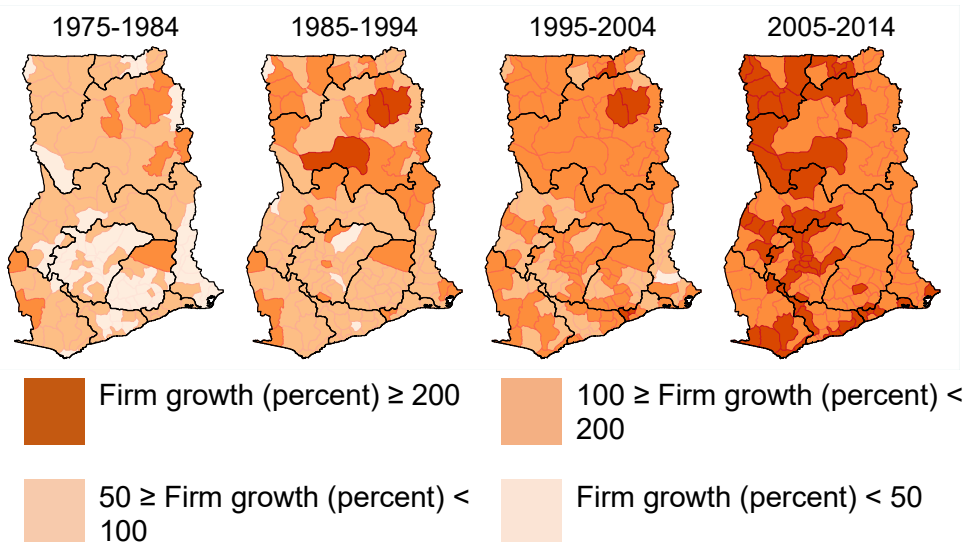 1975-1984
1985-1994
1995-2004
2005-2014
Firm growth (percent) ≥ 200
100 ≥ Firm growth (percent) <
200
50 ≥ Firm growth (percent) <
100
Firm growth (percent) < 50